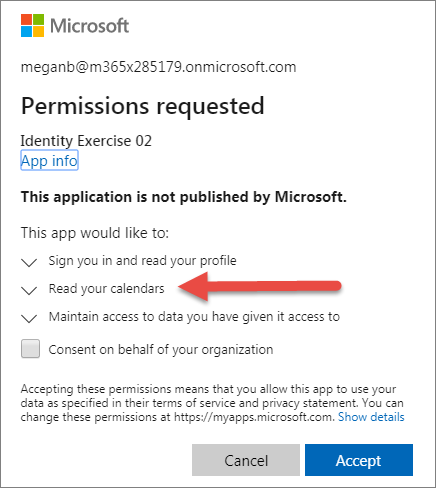 Microsoft
meganb@m365x285179.onmicrosoft.com
Permissions requested
Identity Exercise 02
App info
This application is not published by Microsoft.
This app would like to:
Sign you in and read your profile
Read your calendars
Maintain access to data you have given it access to
Consent on behalf of your organization
Accepting these permissions means that you allow this app to use your
data as specified in their terms of service and privacy statement. You can
change these permissions at https://myapps.microsoft.com. Show details
Cancel
Accept